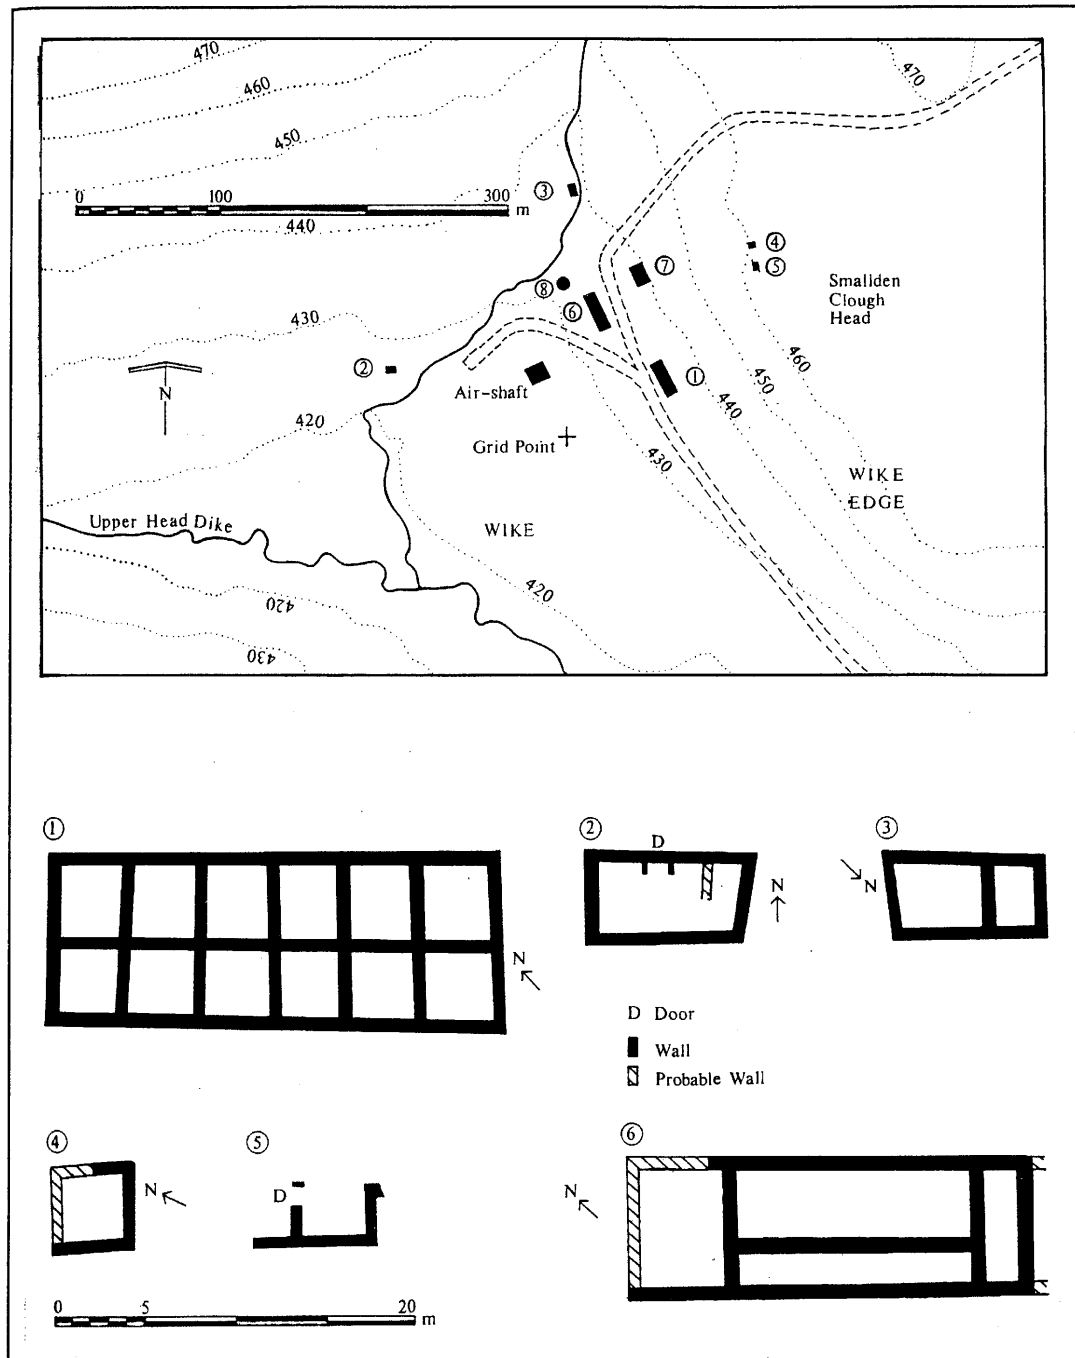 470
460
450
470
0 100 300 m
③
440
④
⑤
⑦
Smallden
Clough
Head
⑧
⑥
430
460
②
N
①
450
Air-shaft
440
420
Grid Point
430
WIKE
EDGE
Upper Head Dike
WIKE
420
420
430
①
②
③
D
N
N
N
D Door
Wall
Probable Wall
④
⑤
⑥
N
D
N
0 5 20 m